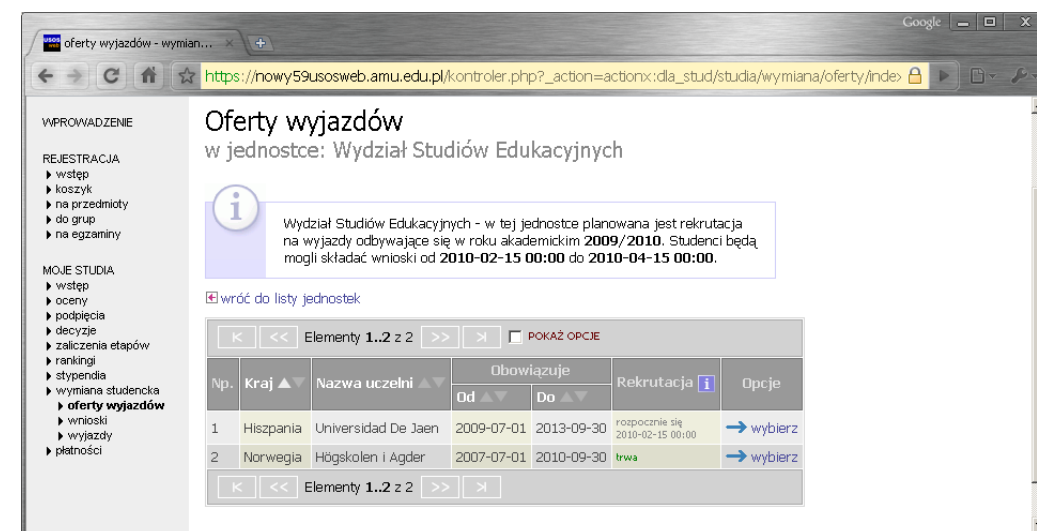 Google
USOS web oferty wyjazdów - wymian...
https://nowy59usosweb.amu.edu.pl/kontroler.php?_action=actionx:dla_stud/studia/wymiana/oferty/index
WPROWADZENIE
REJESTRACJA
wstęp
koszyk
na przedmioty
do grup
na egzaminy
MOJE STUDIA
wstęp
oceny
podpięcia
decyzje
zaliczenia etapów
rankingi
stypendia
wymiana studencka
oferty wyjazdów
wnioski
wyjazdy
płatności
Oferty wyjazdów
w jednostce: Wydział Studiów Edukacyjnych
Wydział Studiów Edukacyjnych - w tej jednostce planowana jest rekrutacja
na wyjazdy odbywające się w roku akademickim 2009/2010. Studenci będą
mogli składać wnioski od 2010-02-15 00:00 do 2010-04-15 00:00.
wróć do listy jednostek
K << Elementy 1..2 z 2 >> POKAŻ OPCJE
Np. Kraj Nazwa uczelni Obowiązuje Rekrutacja i Opcje
Od Do
1 Hiszpania Universidad De Jaen 2009-07-01 2013-09-30 rozpocznie się 2010-02-15 00:00 wybierz
2 Norwegia Högskolen i Agder 2007-07-01 2010-09-30 trwa wybierz
K << Elementy 1..2 z 2 >>